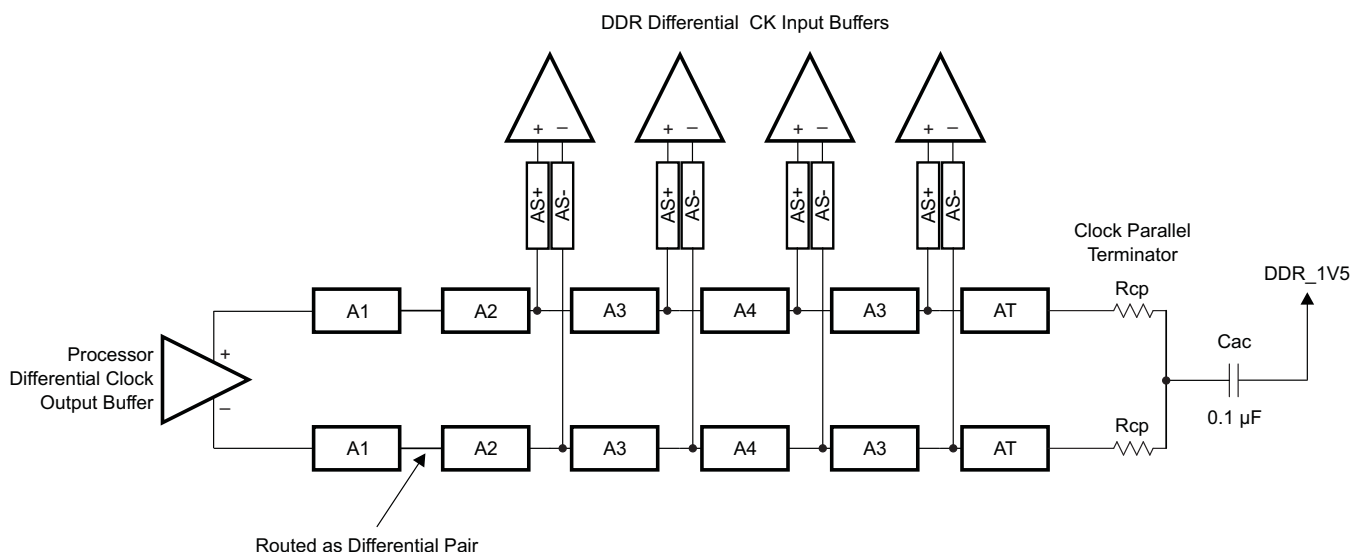 DDR Differential CK Input Buffers
+ – + – + – + –
AS+ AS- AS+ AS- AS+ AS- AS+ AS-
Clock Parallel
Terminator
DDR_1V5
A1 A2 A3 A4 A3 AT Rcp
Processor
Differential Clock
Output Buffer
+
–
Cac
0.1 µF
A1 A2 A3 A4 A3 AT Rcp
Routed as Differential Pair